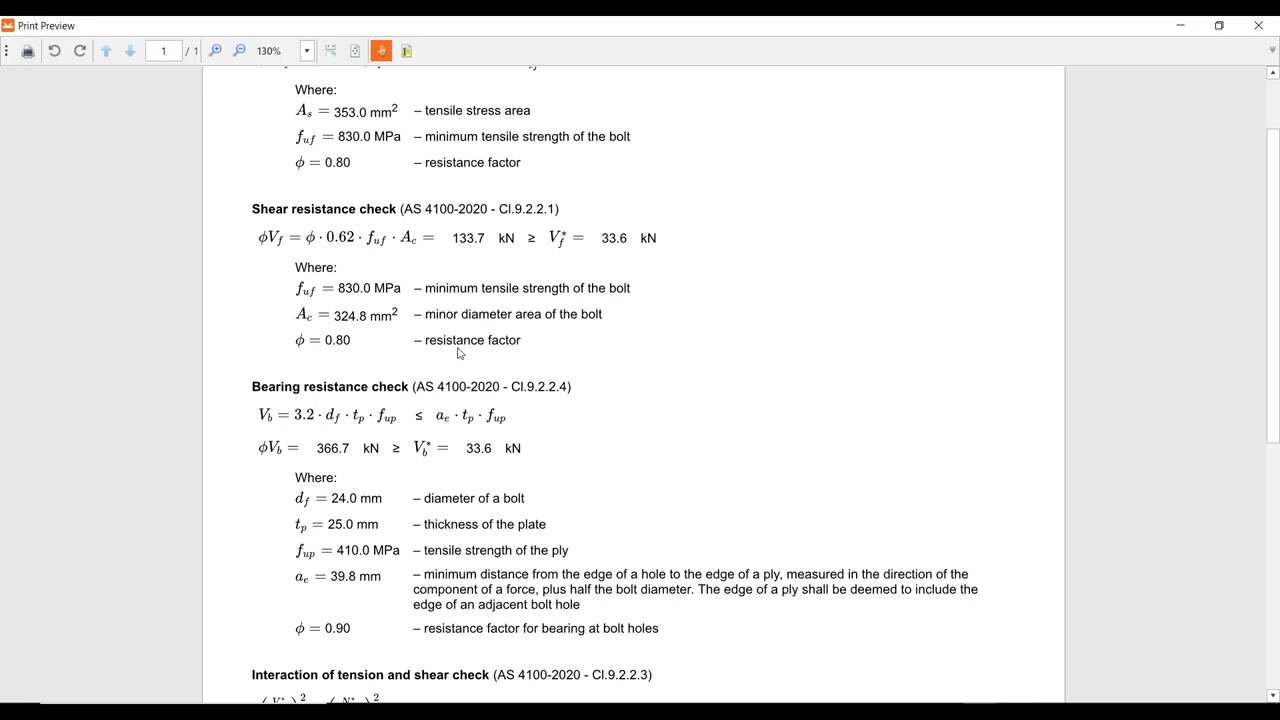 Print Preview
1 / 1 130%
Where:
A_s = 353.0 mm² – tensile stress area
f_uf = 830.0 MPa – minimum tensile strength of the bolt
ϕ = 0.80 – resistance factor
Shear resistance check (AS 4100-2020 - Cl.9.2.2.1)
ϕV_f = ϕ · 0.62 · f_uf · A_c = 133.7 kN ≥ V_f^* = 33.6 kN
Where:
f_uf = 830.0 MPa – minimum tensile strength of the bolt
A_c = 324.8 mm² – minor diameter area of the bolt
ϕ = 0.80 – resistance factor
Bearing resistance check (AS 4100-2020 - Cl.9.2.2.4)
V_b = 3.2 · d_f · t_p · f_up ≤ a_e · t_p · f_up
ϕV_b = 366.7 kN ≥ V_b^* = 33.6 kN
Where:
d_f = 24.0 mm – diameter of a bolt
t_p = 25.0 mm – thickness of the plate
f_up = 410.0 MPa – tensile strength of the ply
a_e = 39.8 mm – minimum distance from the edge of a hole to the edge of a ply, measured in the direction of the
component of a force, plus half the bolt diameter. The edge of a ply shall be deemed to include the
edge of an adjacent bolt hole
ϕ = 0.90 – resistance factor for bearing at bolt holes
Interaction of tension and shear check (AS 4100-2020 - Cl.9.2.2.3)